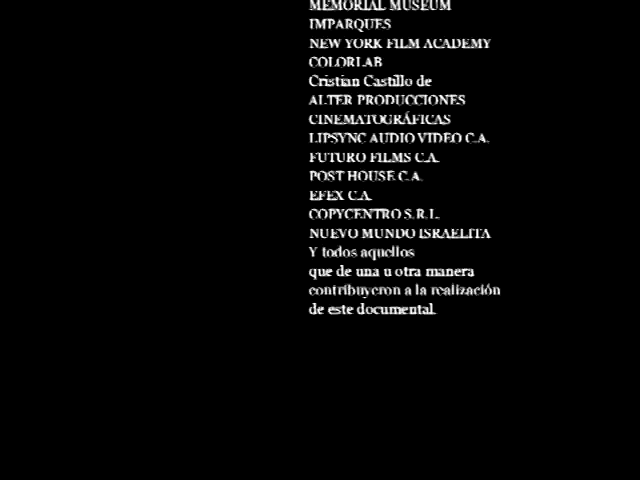 MEMORIAL MUSEUM
IMPARQUES
NEW YORK FILM ACADEMY
COLORLAB
Cristian Castillo de
ALTER PRODUCCIONES
CINEMATOGRÁFICAS
LIPSYNC AUDIO VIDEO C.A.
FUTURO FILMS C.A.
POST HOUSE C.A.
EFEX C.A.
COPYCENTRO S.R.L.
NUEVO MUNDO ISRAELITA
Y todos aquellos
que de una u otra manera
contribuyeron a la realización
de este documental.